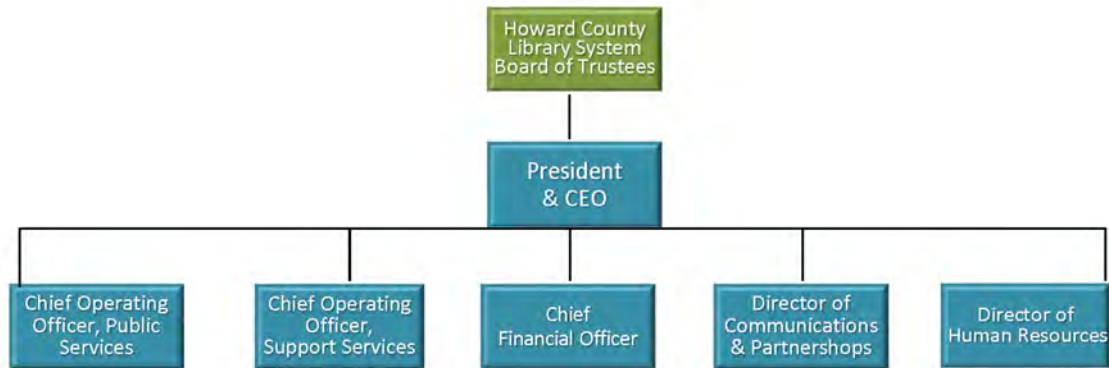 Howard County
Library System
Board of Trustees
President
& CEO
Chief Operating
Officer, Public
Services
Chief Operating
Officer,
Support Services
Chief
Financial Officer
Director of
Communications
& Partnershops
Director of
Human Resources